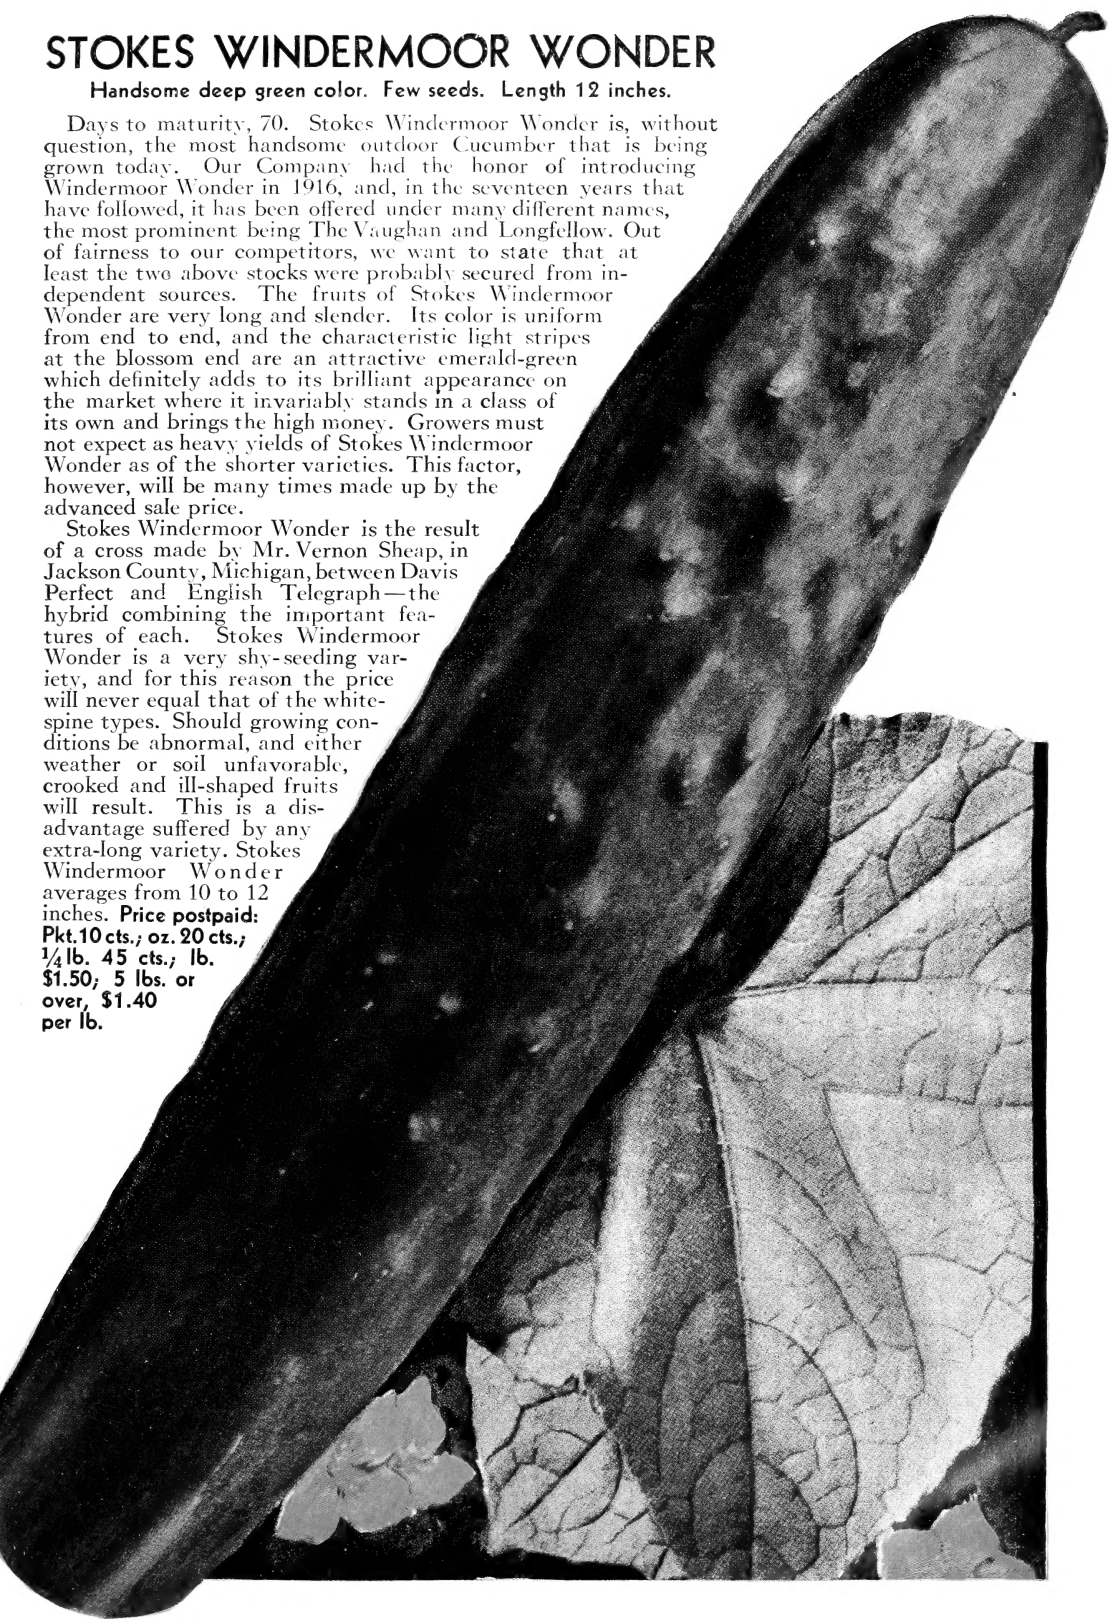 STOKES WINDERMOOR WONDER
Handsome deep green color. Few seeds. Length 12 inches.
Days to maturity, 70. Stokes Windermoor Wonder is, without
question, the most handsome outdoor Cucumber that is being
grown today. Our Company had the honor of introducing
Windermoor Wonder in 1916, and, in the seventeen years that
have followed, it has been offered under many different names,
the most prominent being The Vaughan and Longfellow. Out
of fairness to our competitors, we want to state that at
least the two above stocks were probably secured from in-
dependent sources. The fruits of Stokes Windermoor
Wonder are very long and slender. Its color is uniform
from end to end, and the characteristic light stripes
at the blossom end are an attractive emerald-green
which definitely adds to its brilliant appearance on
the market where it invariably stands in a class of
its own and brings the high money. Growers must
not expect as heavy yields of Stokes Windermoor
Wonder as of the shorter varieties. This factor,
however, will be many times made up by the
advanced sale price.
Stokes Windermoor Wonder is the result
of a cross made by Mr. Vernon Sheap, in
Jackson County, Michigan, between Davis
Perfect and English Telegraph—the
hybrid combining the important fea-
tures of each. Stokes Windermoor
Wonder is a very shy-seeding var-
iety, and for this reason the price
will never equal that of the white-
spine types. Should growing con-
ditions be abnormal, and either
weather or soil unfavorable,
crooked and ill-shaped fruits
will result. This is a dis-
advantage suffered by any
extra-long variety. Stokes
Windermoor Wonder
averages from 10 to 12
inches. Price postpaid:
Pkt. 10 cts.; oz. 20 cts.;
¼ lb. 45 cts.; lb.
$1.50; 5 lbs. or
over, $1.40
per lb.